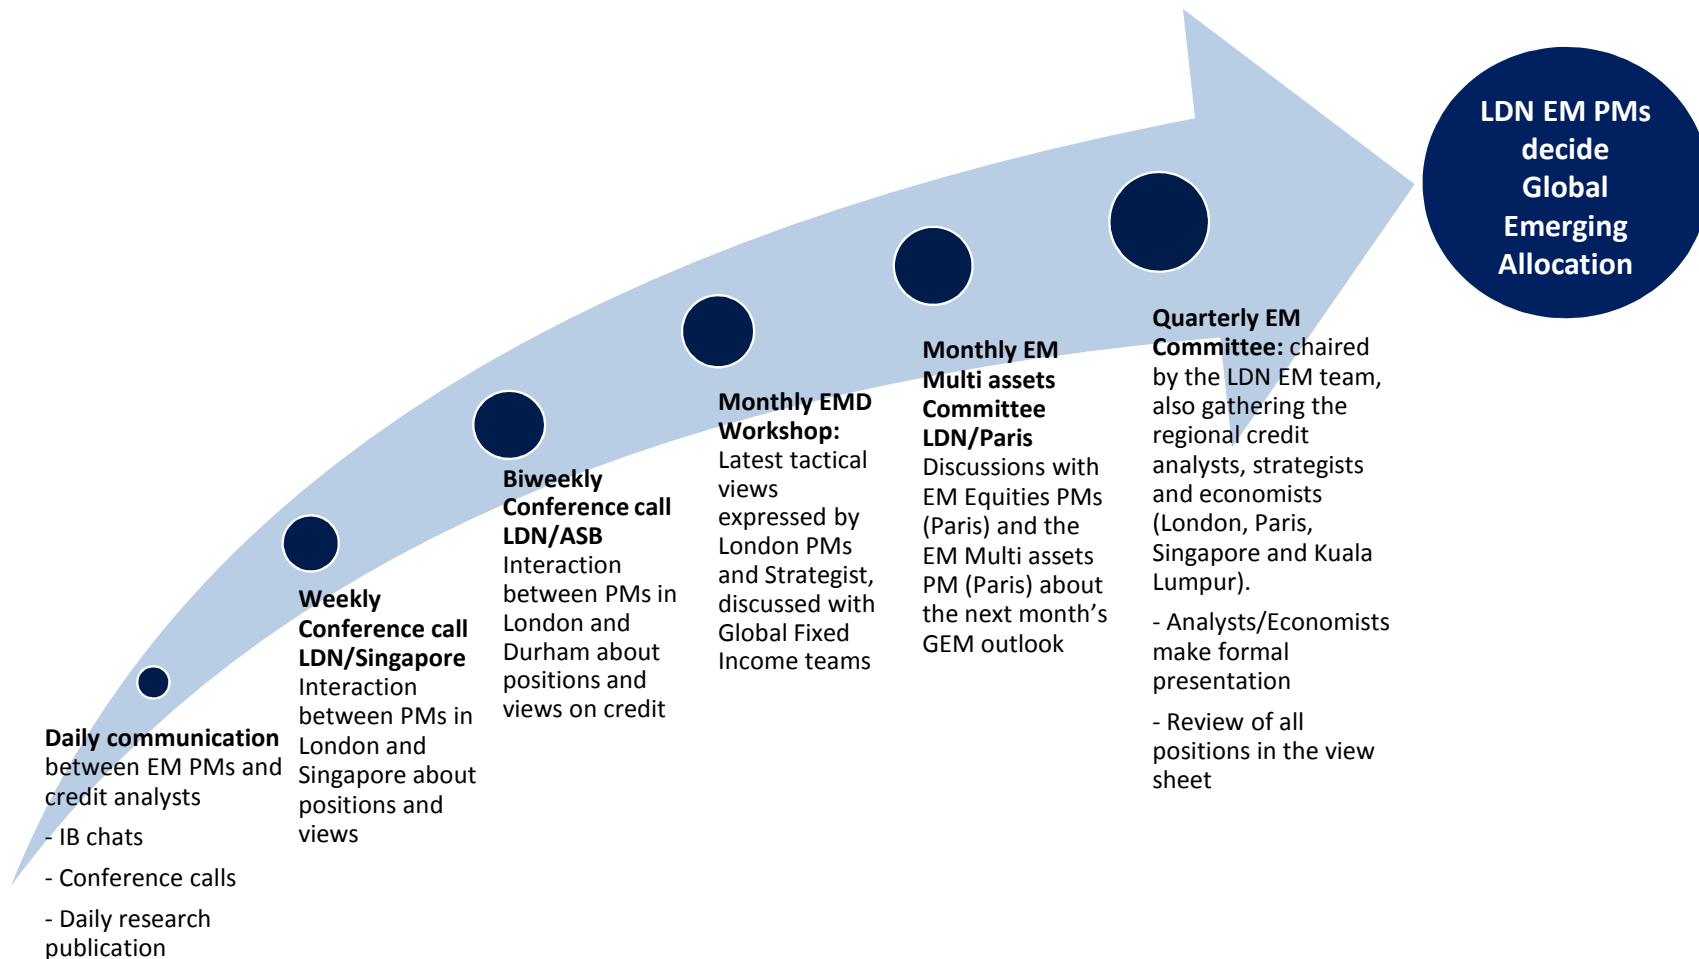 Daily communication
between EM PMs and
credit analysts
- IB chats
- Conference calls
- Daily research
publication
Weekly
Conference call
LDN/Singapore
Interaction
between PMs in
London and
Singapore about
positions and
views
Biweekly
Conference call
LDN/ASB
Interaction
between PMs in
London and
Durham about
positions and
views on credit
Monthly EMD
Workshop:
Latest tactical
views
expressed by
London PMs
and Strategist,
discussed with
Global Fixed
Income teams
Monthly EM
Multi assets
Committee
LDN/Paris
Discussions with
EM Equities PMs
(Paris) and the
EM Multi assets
PM (Paris) about
the next month’s
GEM outlook
Quarterly EM
Committee: chaired
by the LDN EM team,
also gathering the
regional credit
analysts, strategists
and economists
(London, Paris,
Singapore and Kuala
Lumpur).
- Analysts/Economists
make formal
presentation
- Review of all
positions in the view
sheet
LDN EM PMs
decide
Global
Emerging
Allocation